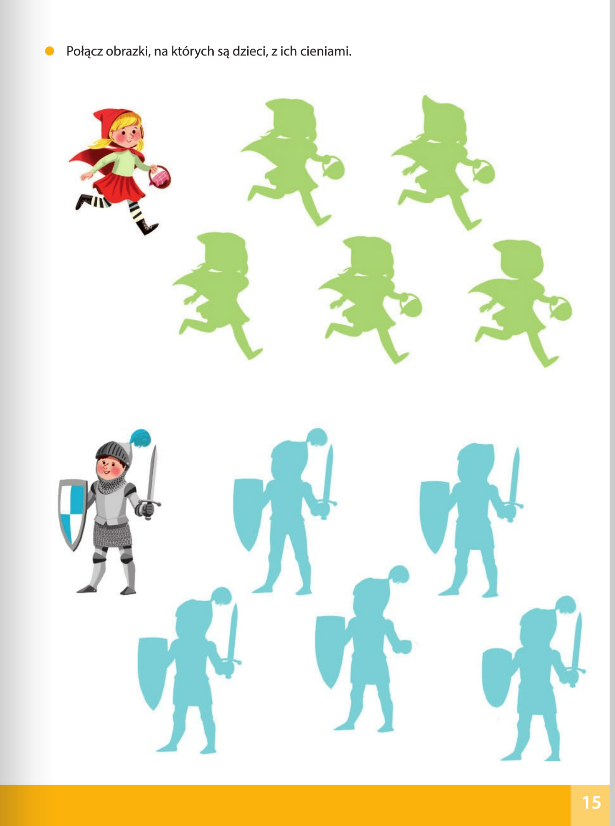 Połącz obrazki, na których są dzieci, z ich cieniami.
15